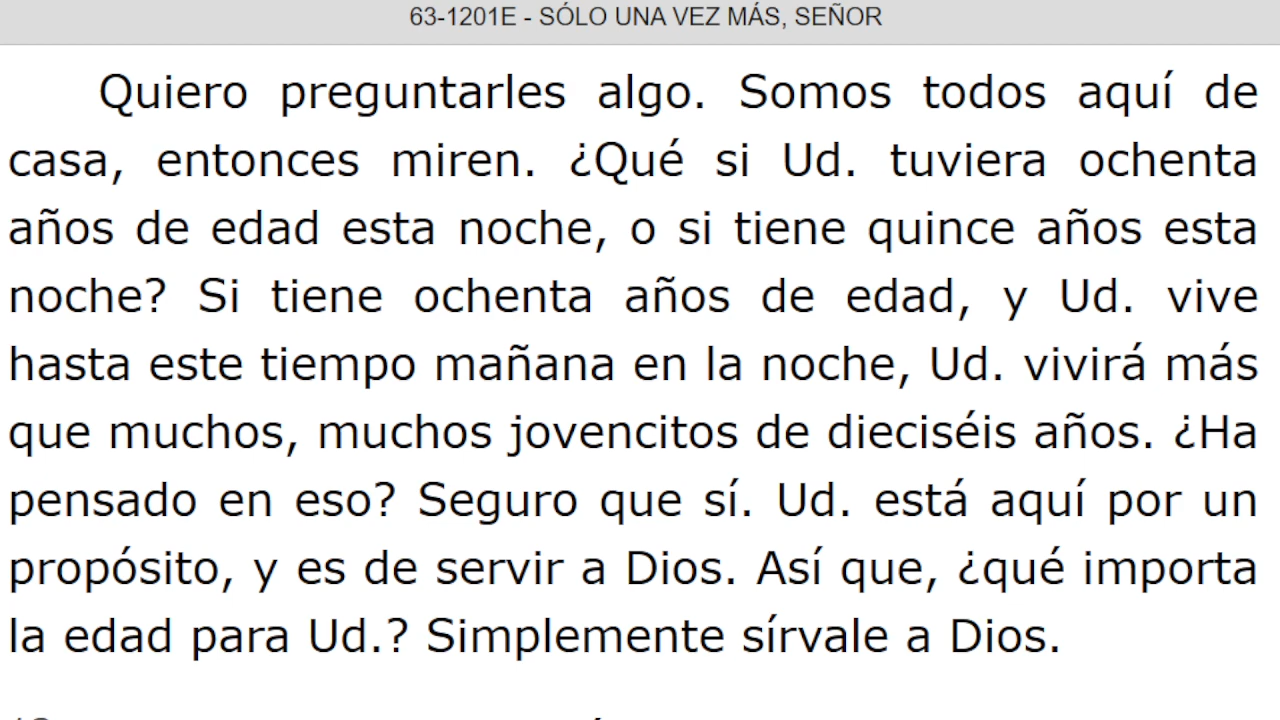 63-1201E - SÓLO UNA VEZ MÁS, SEÑOR
Quiero preguntarles algo. Somos todos aquí de
casa, entonces miren. ¿Qué si Ud. tuviera ochenta
años de edad esta noche, o si tiene quince años esta
noche? Si tiene ochenta años de edad, y Ud. vive
hasta este tiempo mañana en la noche, Ud. vivirá más
que muchos, muchos jovencitos de dieciséis años. ¿Ha
pensado en eso? Seguro que sí. Ud. está aquí por un
propósito, y es de servir a Dios. Así que, ¿qué importa
la edad para Ud.? Simplemente sírvale a Dios.